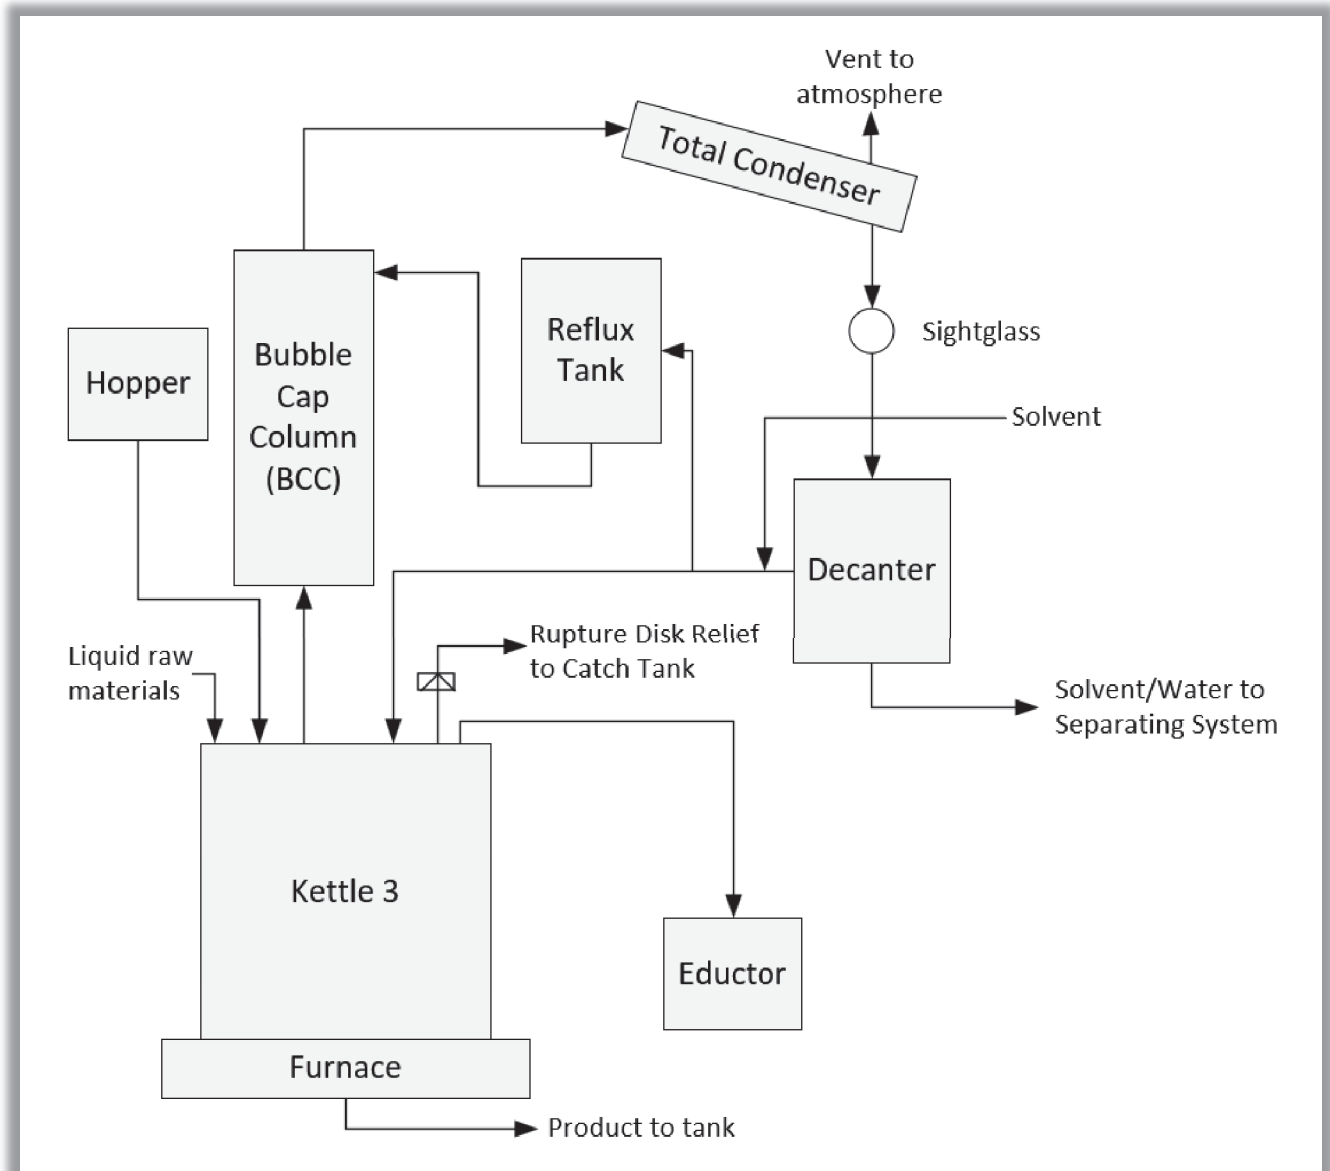 Vent to
atmosphere
Total Condenser
Reflux
Tank
Sightglass
Hopper
Bubble
Cap
Column
(BCC)
Solvent
Decanter
Rupture Disk Relief
to Catch Tank
Liquid raw
materials
Solvent/Water to
Separating System
Kettle 3
Eductor
Furnace
Product to tank